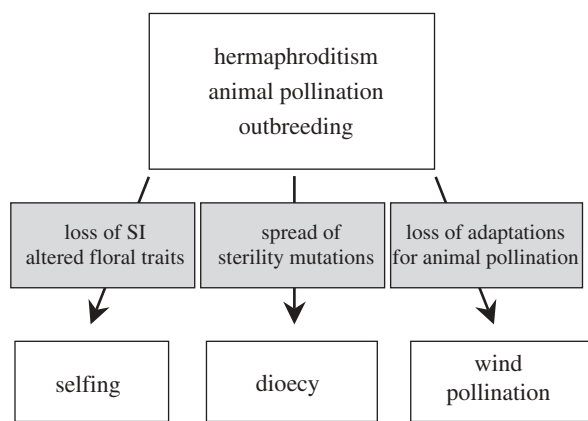 hermaphroditism
animal pollination
outbreeding
loss of SI
altered floral traits
spread of
sterility mutations
loss of adaptations
for animal pollination
selfing
dioecy
wind
pollination